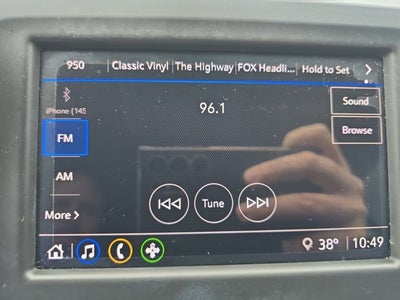 950 Classic Vinyl The Highway FOX Headli... Hold to Set
iPhone (145
96.1
Sound
FM
Browse
AM
Tune
More
38° 10:49